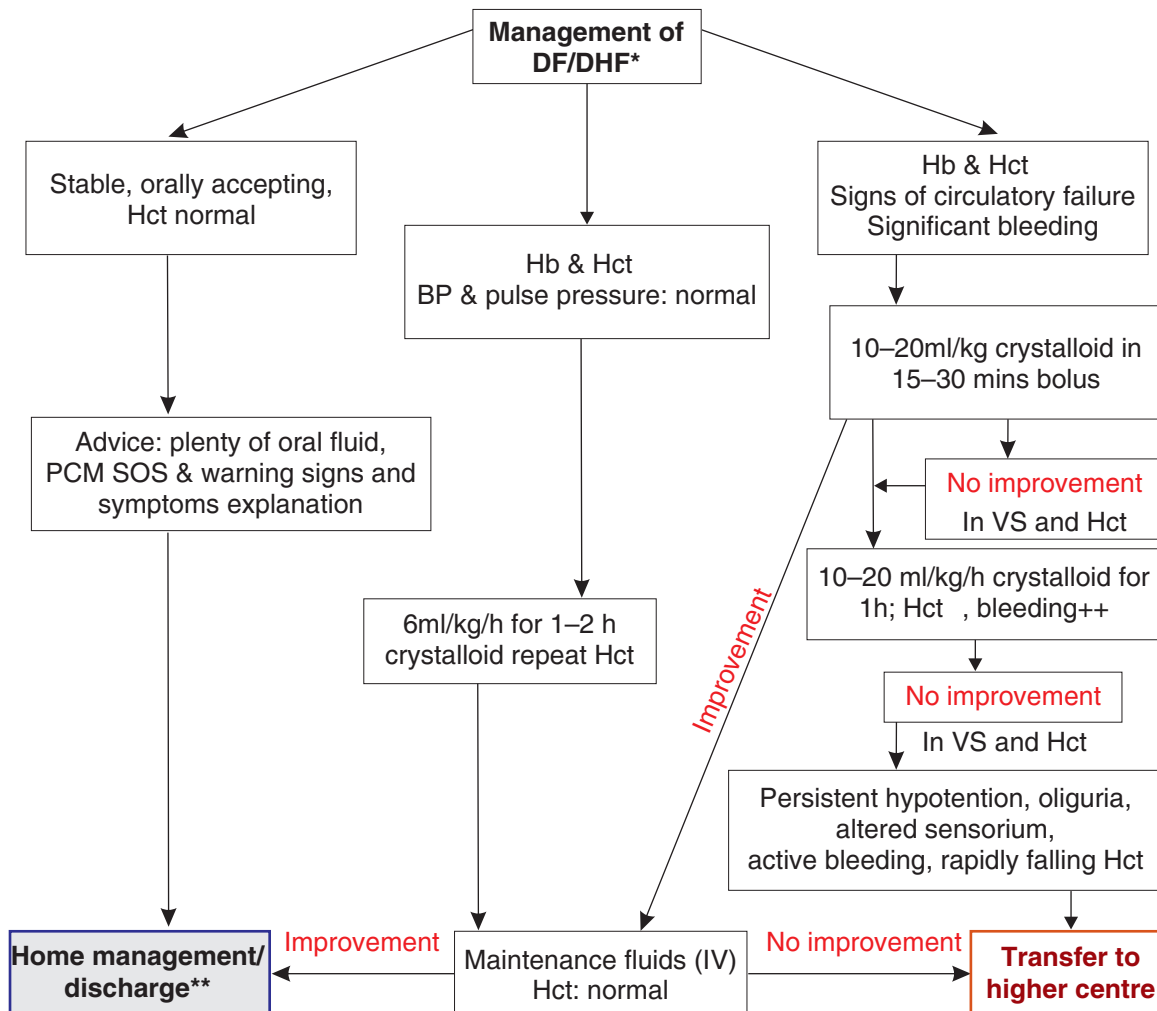 Management of
DF/DHF*
Stable, orally accepting,
Hct normal
Hb & Hct
BP & pulse pressure: normal
Hb & Hct
Signs of circulatory failure
Significant bleeding
Advice: plenty of oral fluid,
PCM SOS & warning signs and
symptoms explanation
10–20ml/kg crystalloid in
15–30 mins bolus
No improvement
In VS and Hct
6ml/kg/h for 1–2 h
crystalloid repeat Hct
Improvement
10–20 ml/kg/h crystalloid for
1h; Hct , bleeding++
No improvement
In VS and Hct
Persistent hypotention, oliguria,
altered sensorium,
active bleeding, rapidly falling Hct
Home management/
discharge**
Improvement
Maintenance fluids (IV)
Hct: normal
No improvement
Transfer to
higher centre